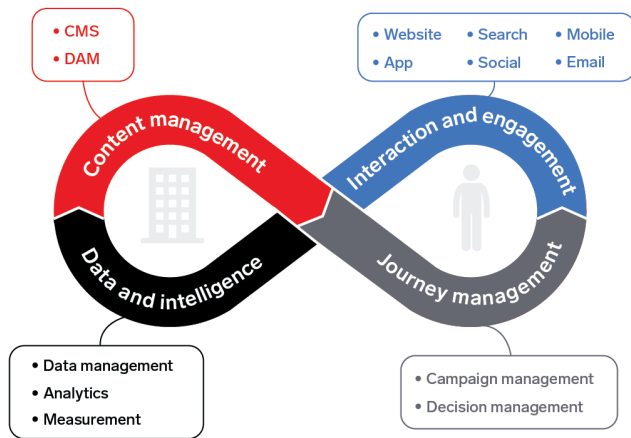 • CMS
• DAM
• Website • Search • Mobile
• App • Social • Email
Content management
Interaction and engagement
Data and intelligence
Journey management
• Data management
• Analytics
• Measurement
• Campaign management
• Decision management